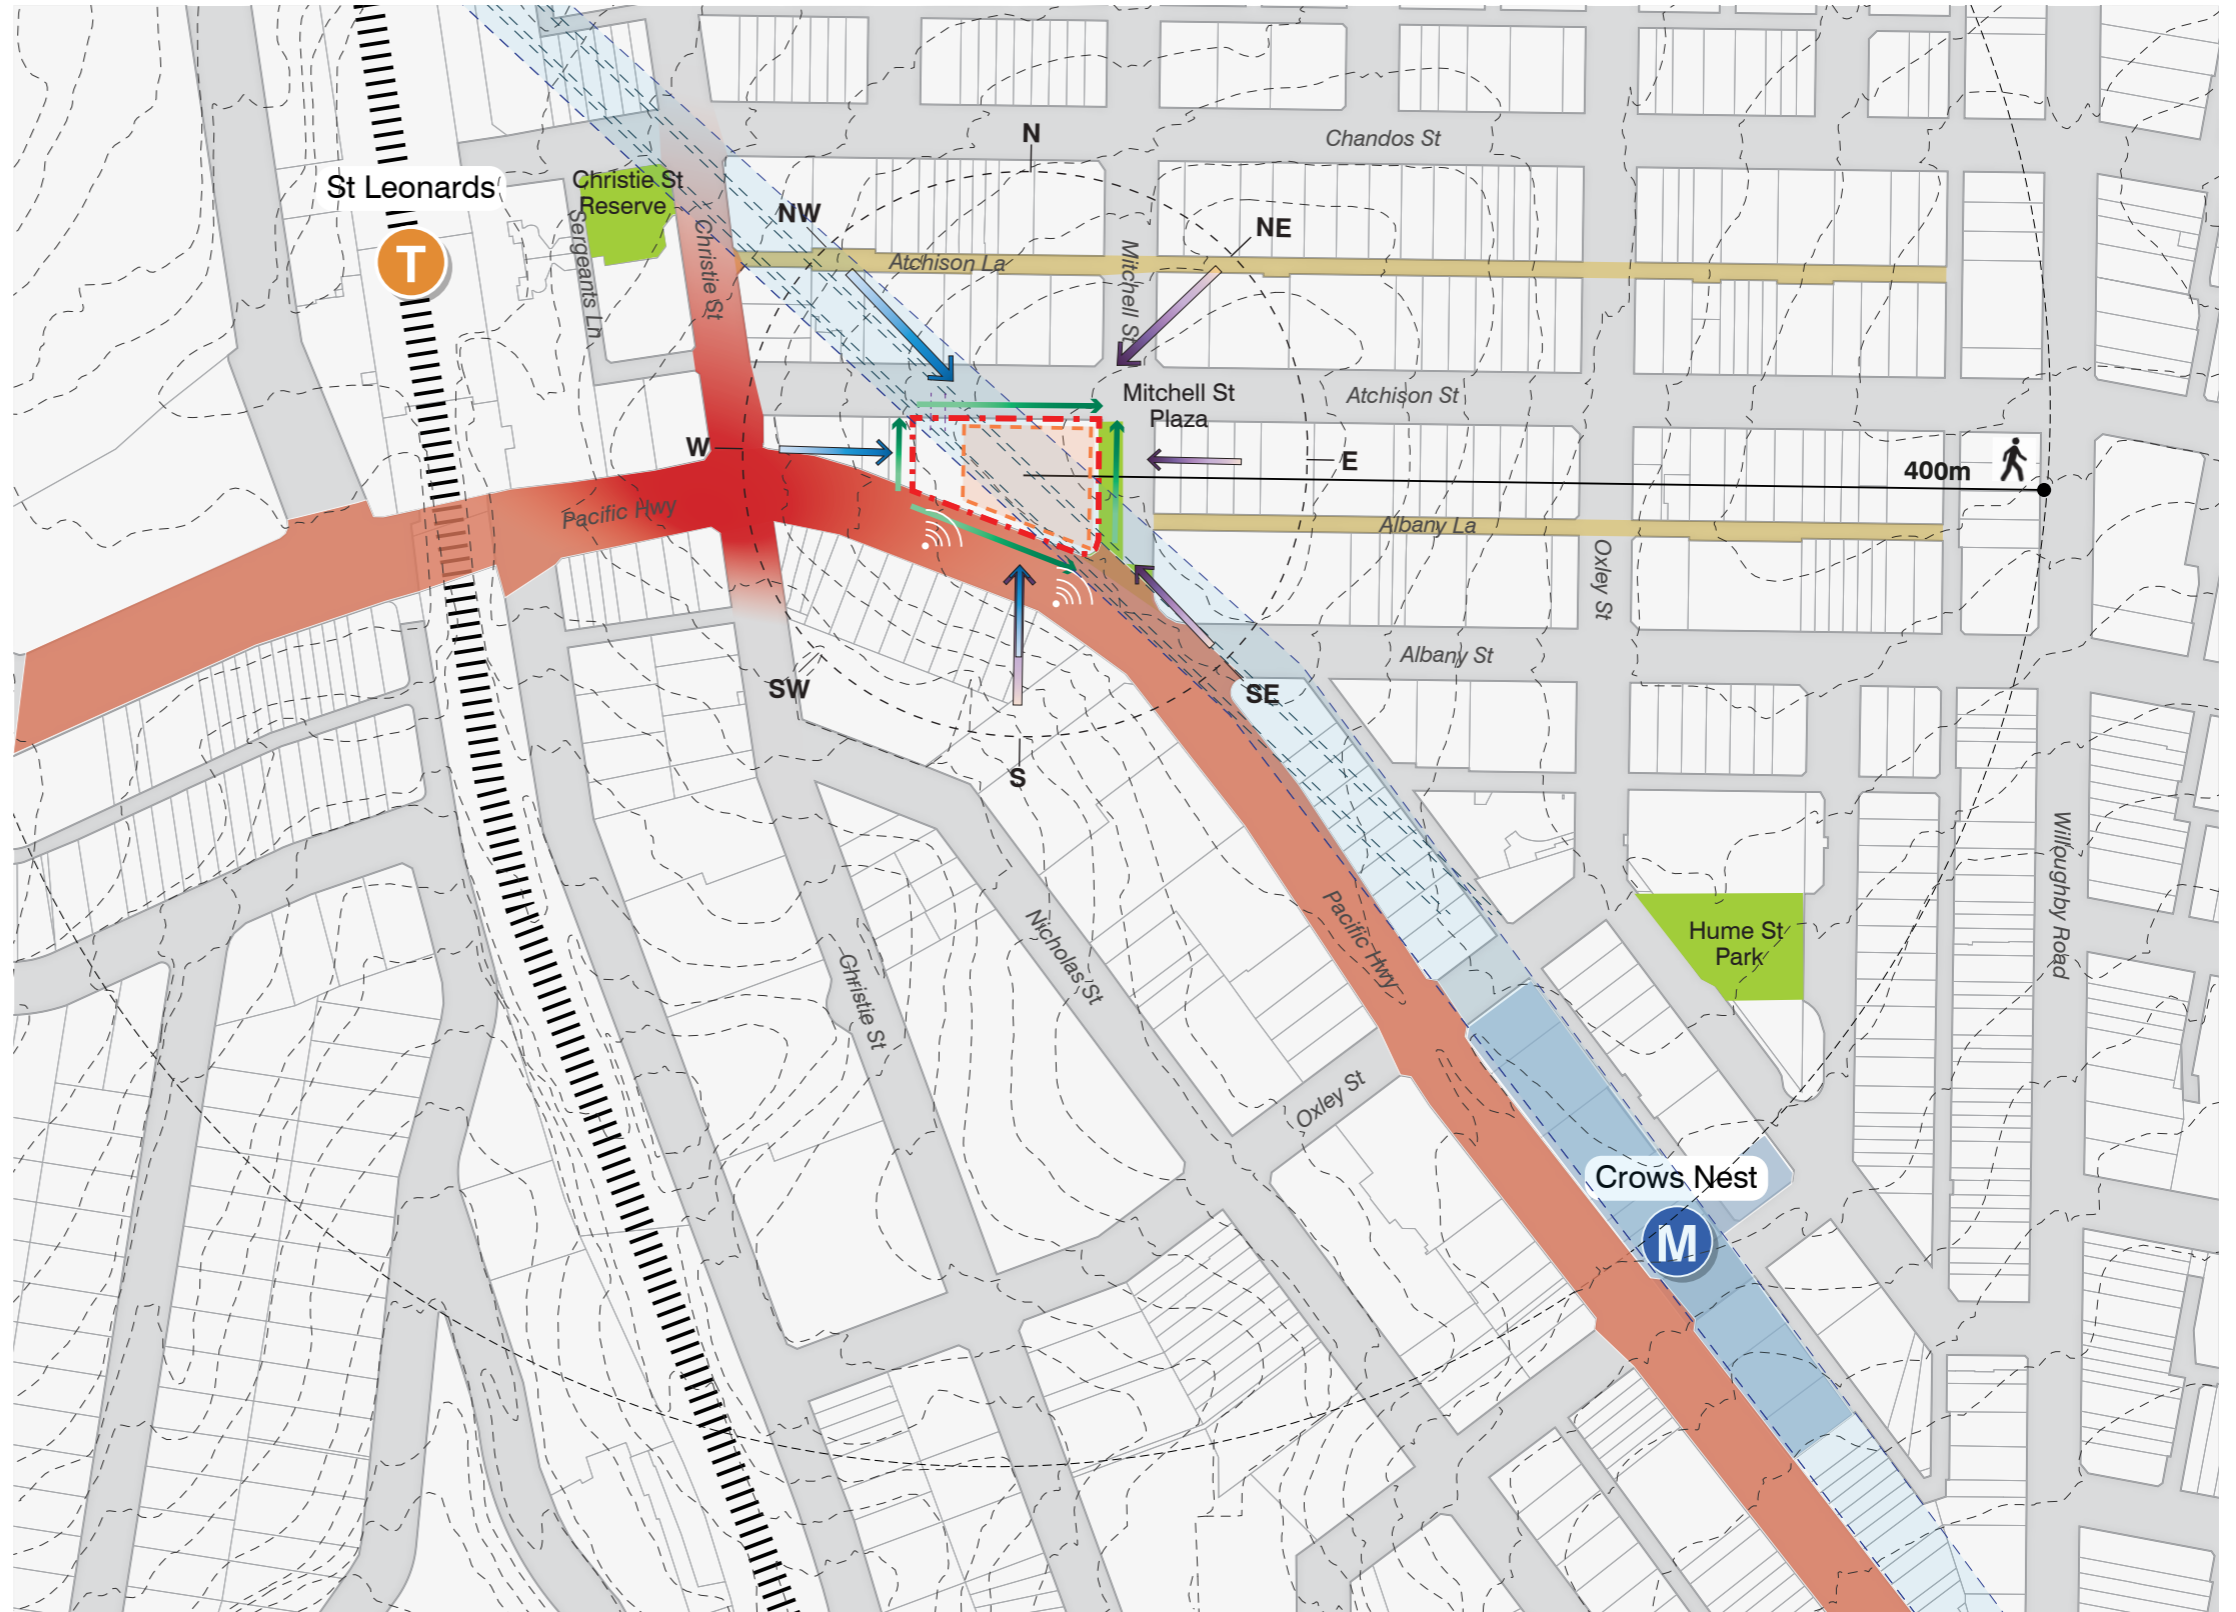 Chandos St
N
St Leonards
Christie St
Reserve
NW
NE
T
Sergeants Ln
Christie St
Atchison La
Mitchell St
Mitchell St
Plaza
Atchison St
W
E
400m
Pacific Hwy
Albany La
Oxley St
Albany St
SW
SE
S
Willoughby Road
Pacific Hwy
Hume St
Park
Nicholas St
Christie St
Oxley St
Crows Nest
M